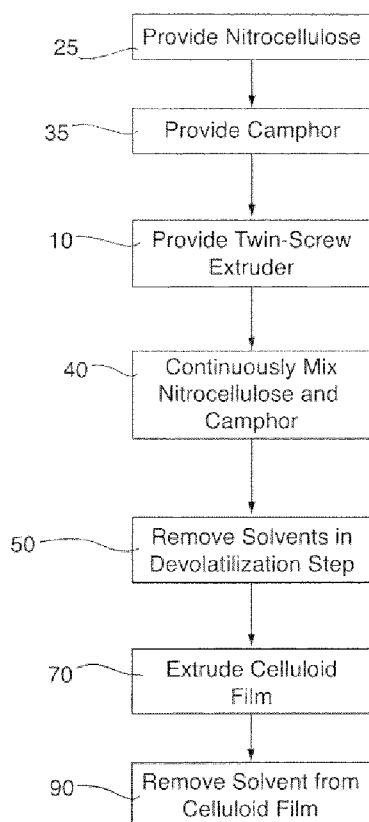 25
Provide Nitrocellulose
35
Provide Camphor
10
Provide Twin-Screw
Extruder
40
Continuously Mix
Nitrocellulose and
Camphor
50
Remove Solvents in
Devolatilization Step
70
Extrude Celluloid
Film
90
Remove Solvent from
Celluloid Film